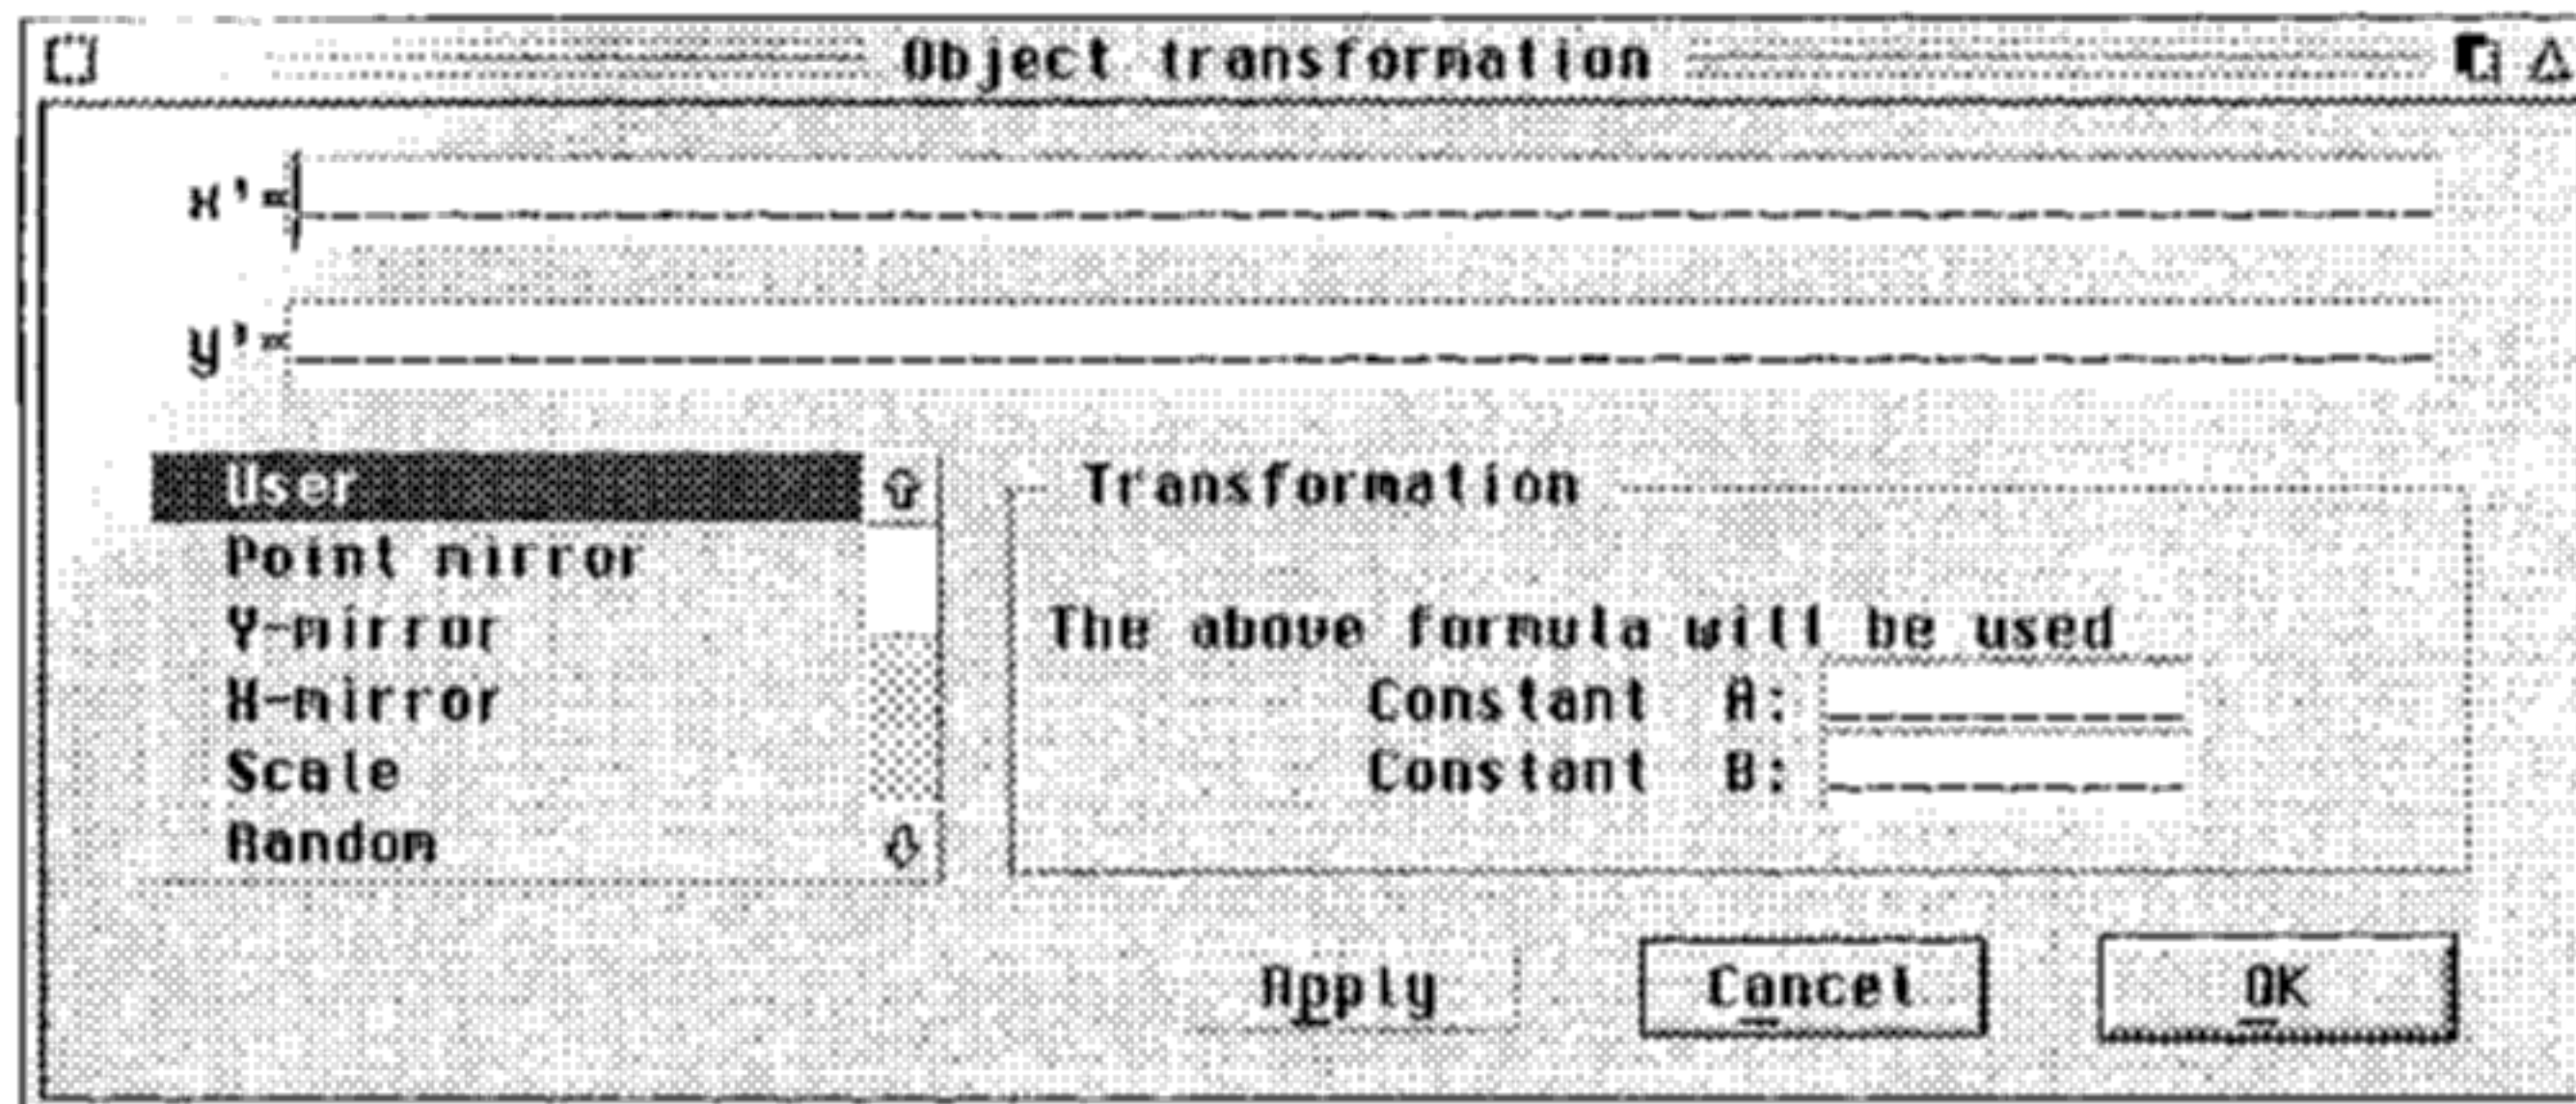 Object transformation
x'=
y'=
User
Point mirror
Y-mirror
X-mirror
Scale
Random
Transformation
The above formula will be used
Constant A:
Constant B:
Apply
Cancel
OK